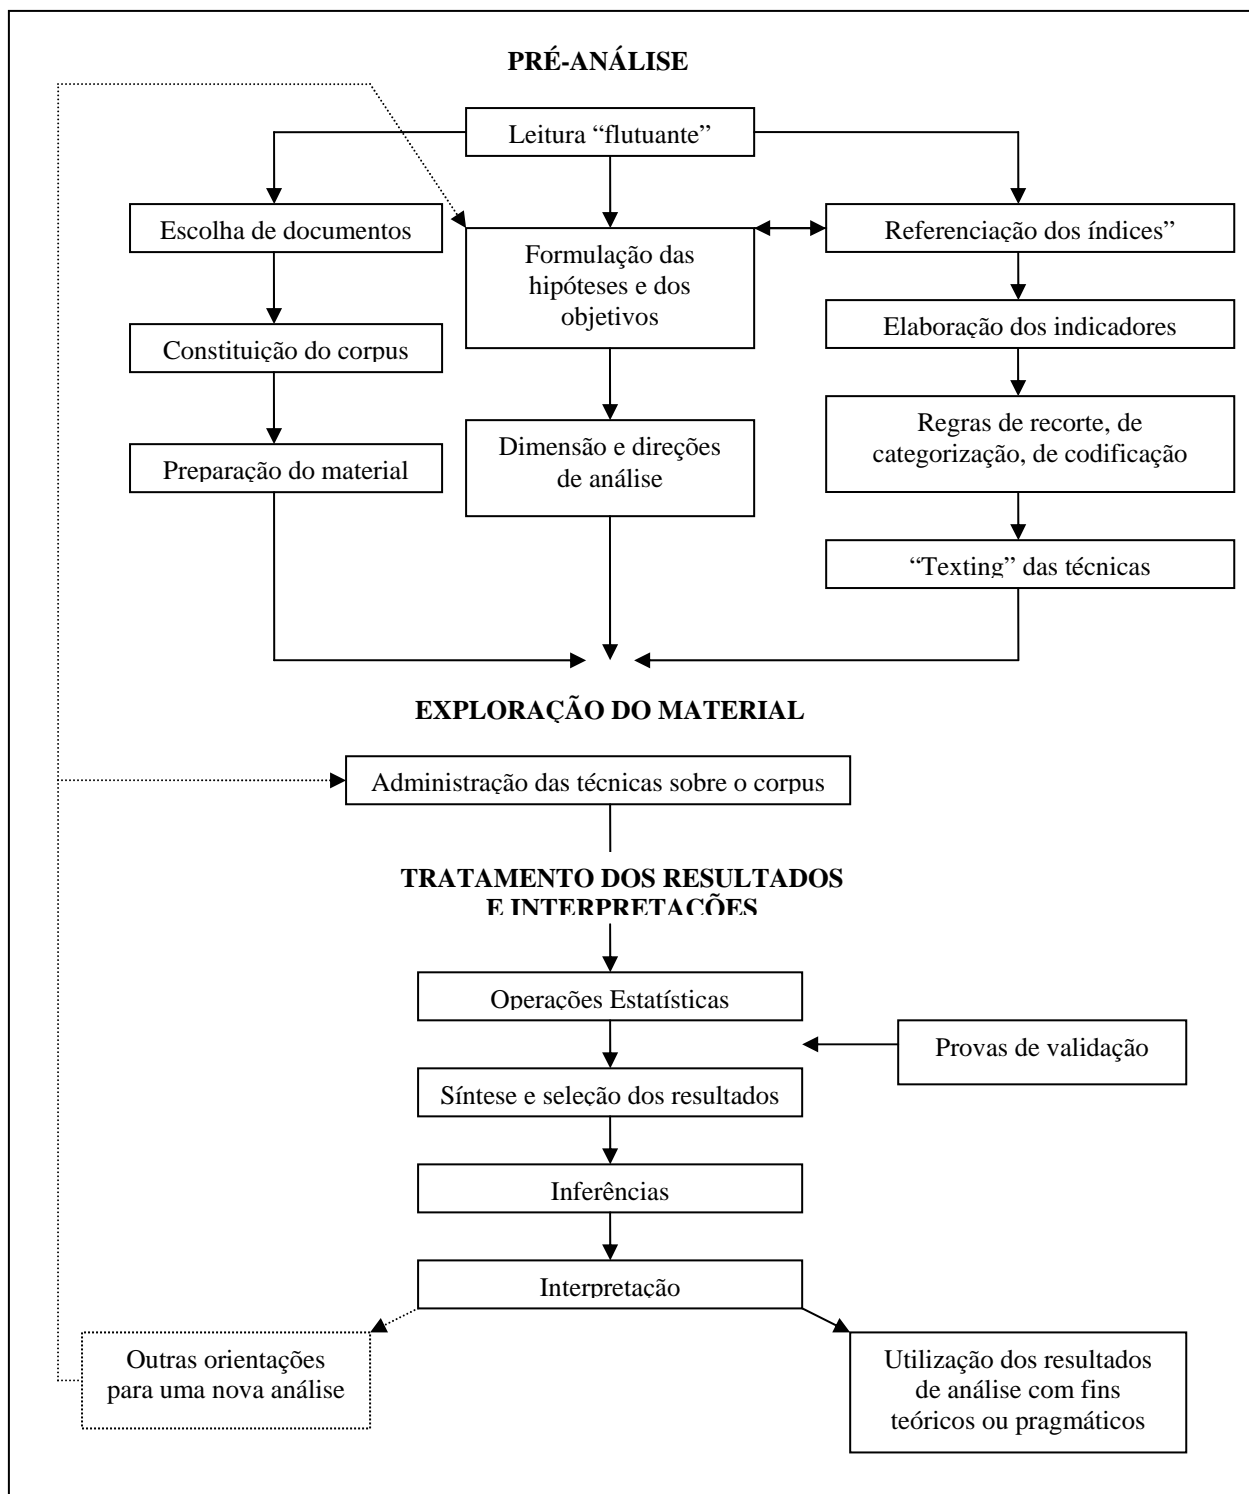 PRÉ-ANÁLISE
Leitura “flutuante”
Escolha de documentos
Constituição do corpus
Preparação do material
Formulação das
hipóteses e dos
objetivos
Dimensão e direções
de análise
Referenciação dos índices”
Elaboração dos indicadores
Regras de recorte, de
categorização, de codificação
“Texting” das técnicas
EXPLORAÇÃO DO MATERIAL
Administração das técnicas sobre o corpus
TRATAMENTO DOS RESULTADOS
E INTERPRETAÇÕES
Operações Estatísticas
Provas de validação
Síntese e seleção dos resultados
Inferências
Interpretação
Outras orientações
para uma nova análise
Utilização dos resultados
de análise com fins
teóricos ou pragmáticos